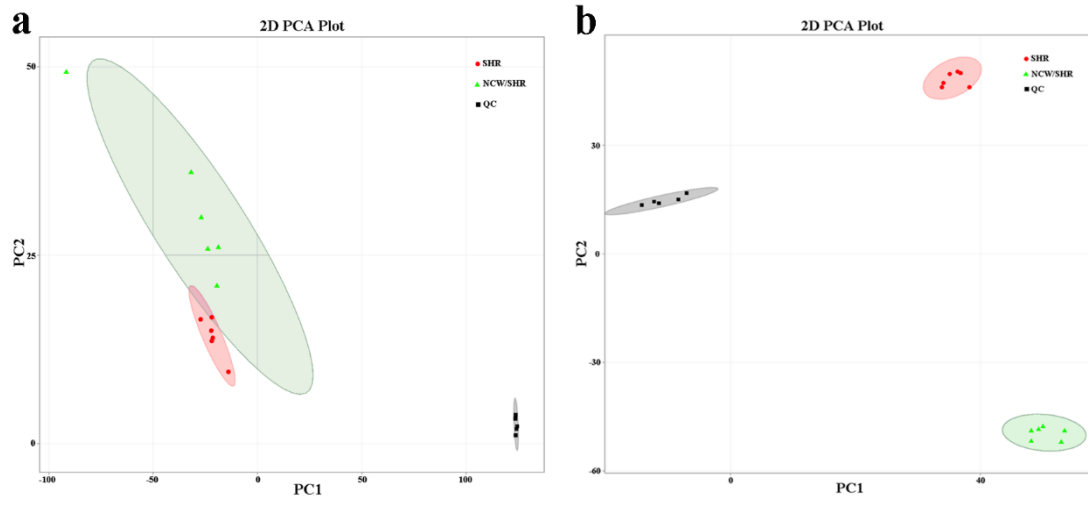 a
2D PCA Plot
50
25
0
PC2
-100
-50
0
50
100
PC1
SHR
NCW/SHR
QC
b
2D PCA Plot
30
0
-30
-60
PC2
0
40
PC1
SHR
NCW/SHR
QC